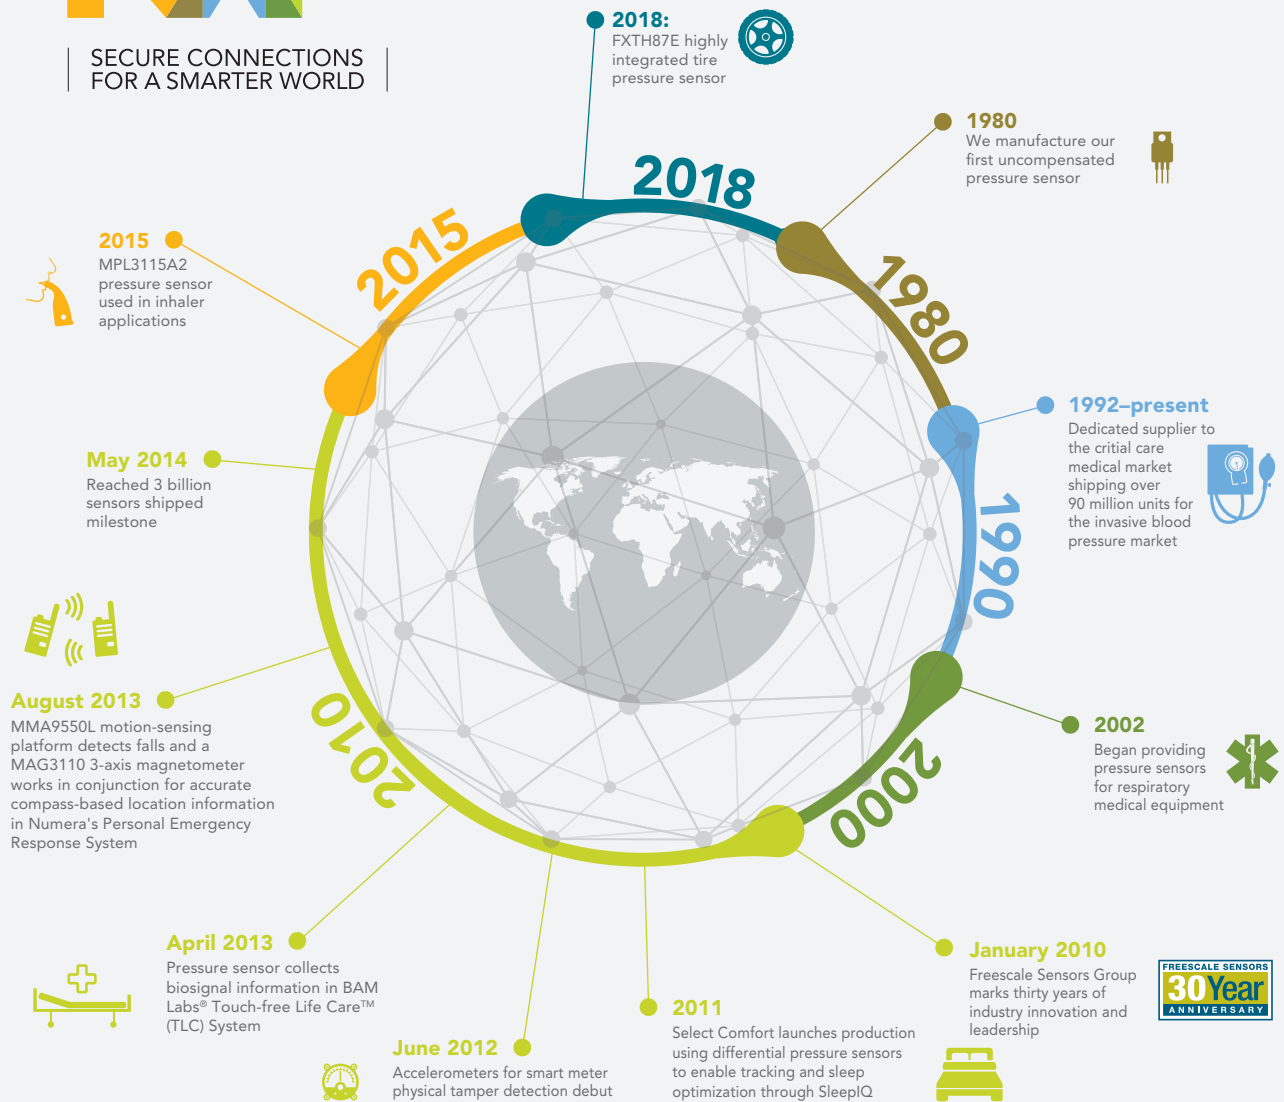 SECURE CONNECTIONS
FOR A SMARTER WORLD
2018:
FXTH87E highly
integrated tire
pressure sensor
1980
We manufacture our
first uncompensated
pressure sensor
2018
2015
1980
2015
MPL3115A2
pressure sensor
used in inhaler
applications
1992–present
Dedicated supplier to
the critial care
medical market
shipping over
90 million units for
the invasive blood
pressure market
May 2014
Reached 3 billion
sensors shipped
milestone
1990
August 2013
MMA9550L motion-sensing
platform detects falls and a
MAG3110 3-axis magnetometer
works in conjunction for accurate
compass-based location information
in Numera's Personal Emergency
Response System
2010
2002
Began providing
pressure sensors
for respiratory
medical equipment
2000
April 2013
Pressure sensor collects
biosignal information in BAM
Labs® Touch-free Life Care™
(TLC) System
January 2010
Freescale Sensors Group
marks thirty years of
industry innovation and
leadership
FREESCALE SENSORS
30Year
ANNIVERSARY
2011
Select Comfort launches production
using differential pressure sensors
to enable tracking and sleep
optimization through SleepIQ
June 2012
Accelerometers for smart meter
physical tamper detection debut